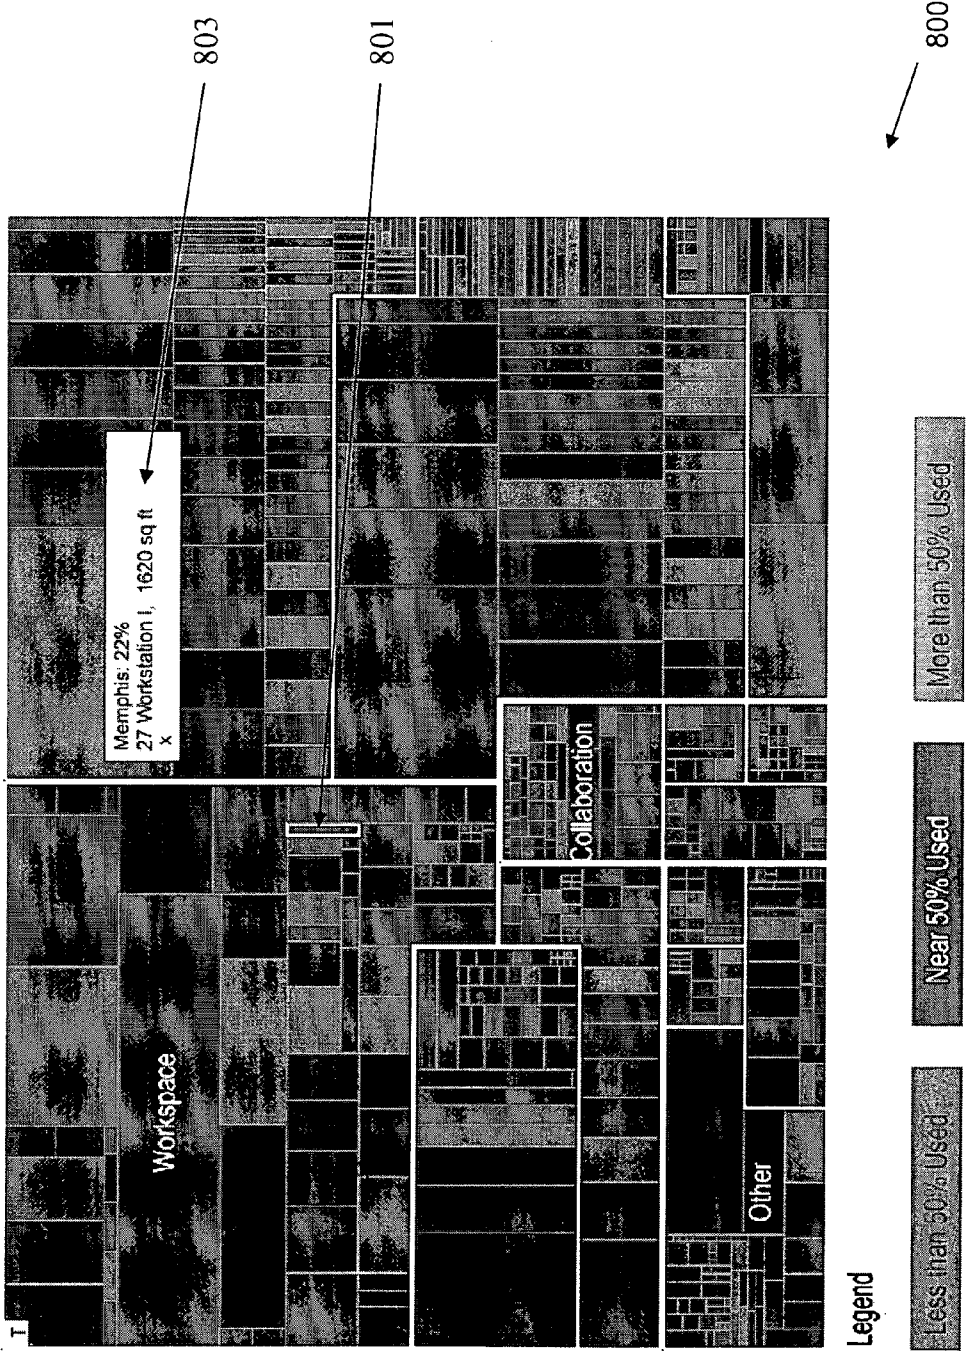 T
Workspace
Memphis: 22%
27 Workstation I, 1620 sq ft
x
803
801
Collaboration
Other
Legend
Less than 50% Used
Near 50% Used
More than 50% Used
800